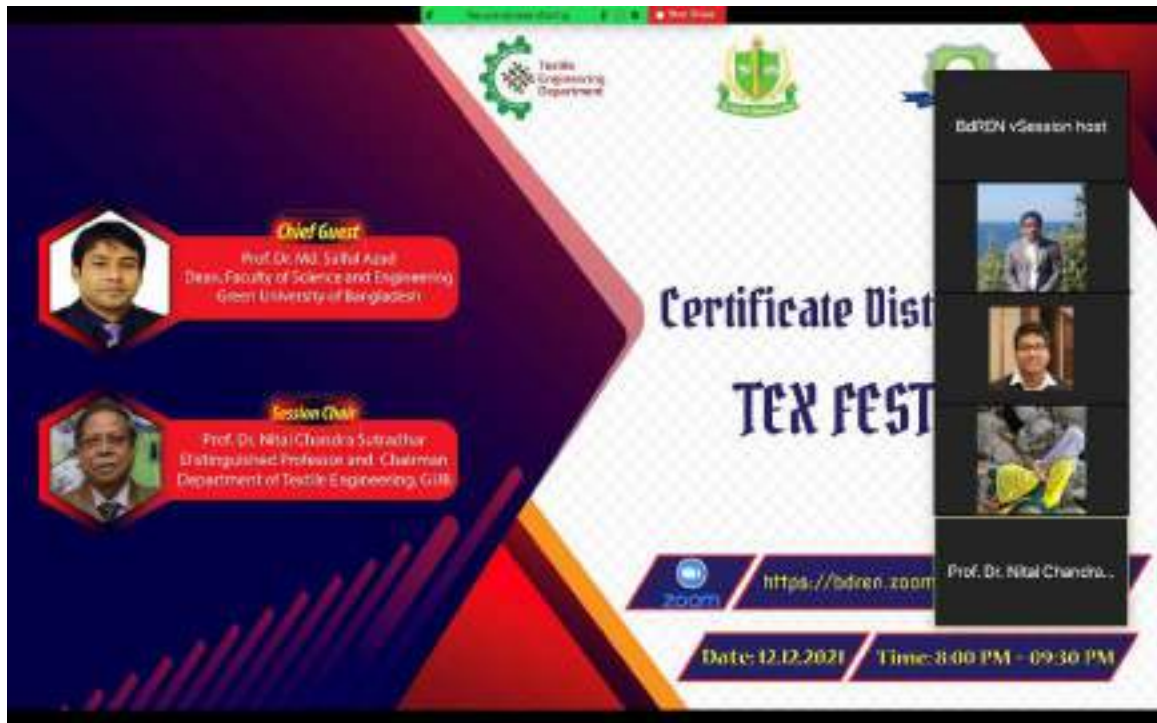 Textile
Engineering
Department
BdREN vSession host
Chief Guest
Prof. Dr. Md. Saiful Azad
Dean, Faculty of Science and Engineering
Green University of Bangladesh
Certificate Dist
TEX FEST
Session Chair
Prof. Dr. Nitai Chandra Sutradhar
Distinguished Professor and Chairman
Department of Textile Engineering, GUB
zoom
https://bdren.zoom
Prof. Dr. Nitai Chandra...
Date: 12.12.2021
Time: 8:00 PM - 09:30 PM